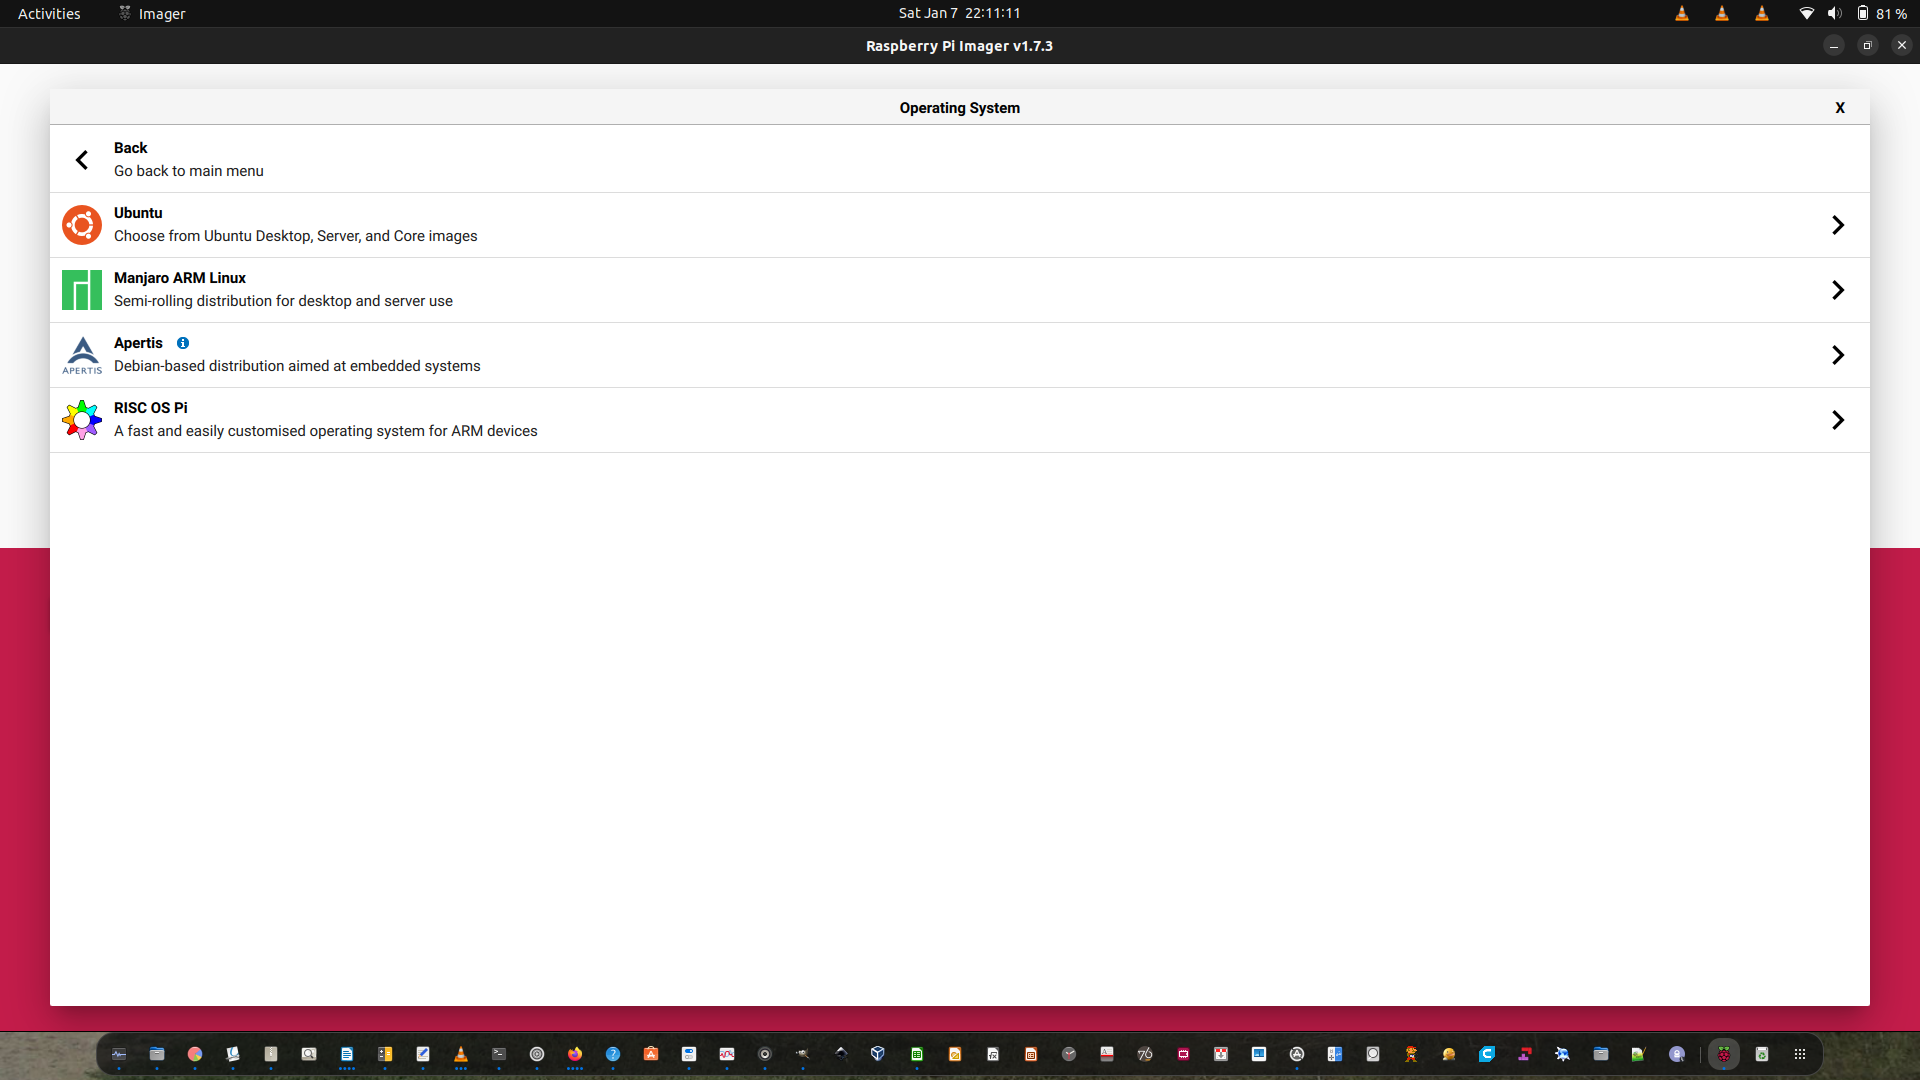 Activities
Imager
Sat Jan 7 22:11:11
81 %
Raspberry Pi Imager v1.7.3
Operating System
X
Back
Go back to main menu
Ubuntu
Choose from Ubuntu Desktop, Server, and Core images
Manjaro ARM Linux
Semi-rolling distribution for desktop and server use
Apertis
APERTIS
Debian-based distribution aimed at embedded systems
RISC OS Pi
A fast and easily customised operating system for ARM devices
76